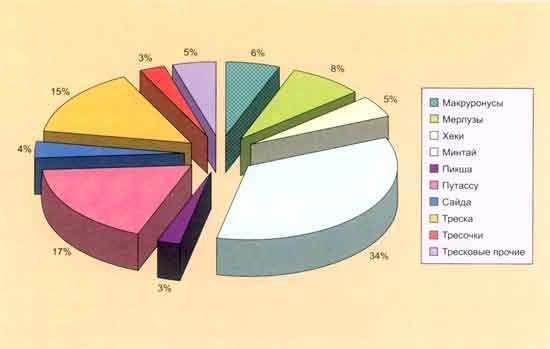 6%
8%
5%
34%
3%
17%
4%
15%
3%
5%
Макруронусы
Мерлузы
Хеки
Минтай
Пикша
Путассу
Сайда
Треска
Тресочки
Тресковые прочие